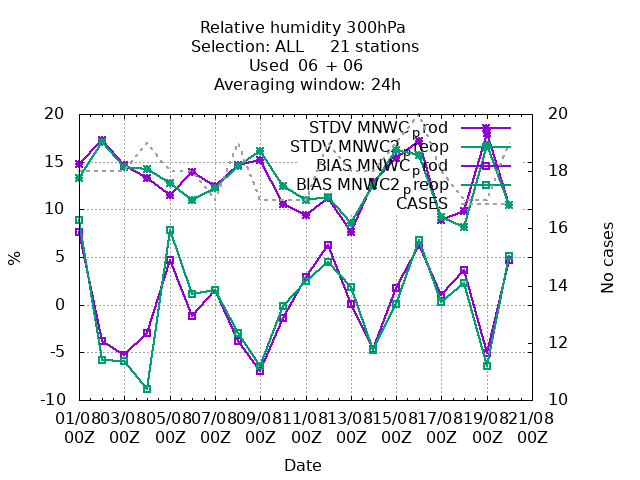 Relative humidity 300hPa
Selection: ALL 21 stations
Used 06 + 06
Averaging window: 24h
20 20
STDV MNWC_prod
STDV MNWC2_preop
15 BIAS MNWC_prod 18
BIAS MNWC2_preop
CASES
10 16
5
% No cases
14
0
12
-5
-10 10
01/08 03/08 05/08 07/08 09/08 11/08 13/08 15/08 17/08 19/08 21/08
00Z 00Z 00Z 00Z 00Z 00Z 00Z 00Z 00Z 00Z 00Z
Date